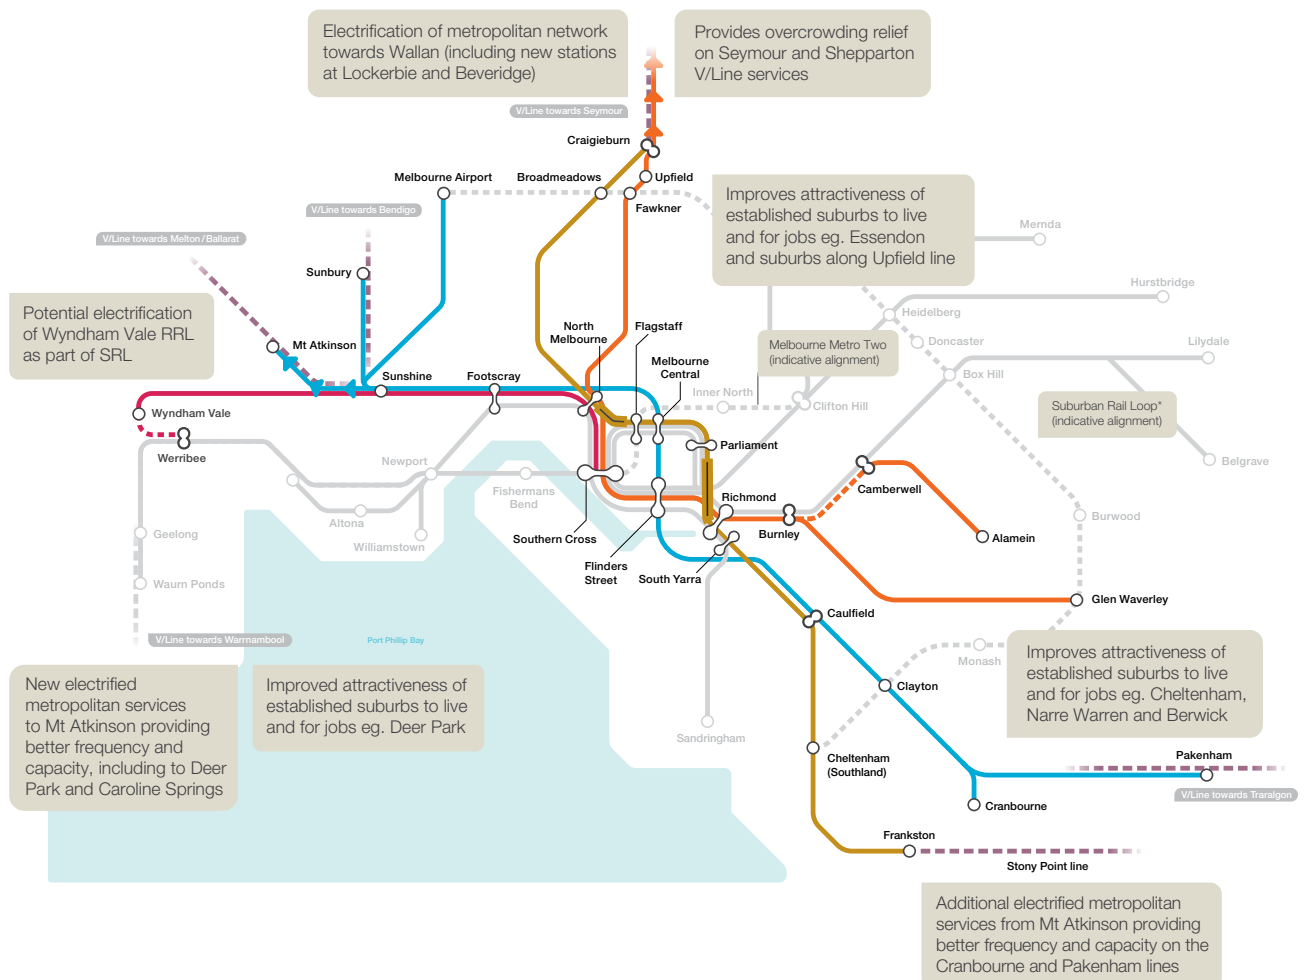 Electrification of metropolitan network
towards Wallan (including new stations
at Lockerbie and Beveridge)
Provides overcrowding relief
on Seymour and Shepparton
V/Line services
V/Line towards Seymour
Craigieburn
Melbourne Airport
Broadmeadows
Upfield
Fawkner
Improves attractiveness of
established suburbs to live
and for jobs eg. Essendon
and suburbs along Upfield line
Mernda
V/Line towards Bendigo
V/Line towards Melton/Ballarat
Sunbury
Hurstbridge
Heidelberg
Potential electrification
of Wyndham Vale RRL
as part of SRL
Mt Atkinson
North
Melbourne
Flagstaff
Melbourne
Central
Melbourne Metro Two
(indicative alignment)
Doncaster
Lilydale
Sunshine
Footscray
Inner North
Clifton Hill
Box Hill
Suburban Rail Loop*
(indicative alignment)
Wyndham Vale
Werribee
Parliament
Newport
Belgrave
Fishermans
Bend
Camberwell
Richmond
Altona
Williamstown
Southern Cross
Burnley
Burwood
Geelong
Alamein
Flinders
Street
South Yarra
Waurn Ponds
Glen Waverley
Caulfield
V/Line towards Warrnambool
Port Phillip Bay
Monash
Improves attractiveness of
established suburbs to live
and for jobs eg. Cheltenham,
Narre Warren and Berwick
New electrified
metropolitan services
to Mt Atkinson providing
better frequency and
capacity, including to Deer
Park and Caroline Springs
Improved attractiveness of
established suburbs to live
and for jobs eg. Deer Park
Clayton
Sandringham
Cheltenham
(Southland)
Pakenham
V/Line towards Traralgon
Cranbourne
Frankston
Stony Point line
Additional electrified metropolitan
services from Mt Atkinson providing
better frequency and capacity on the
Cranbourne and Pakenham lines